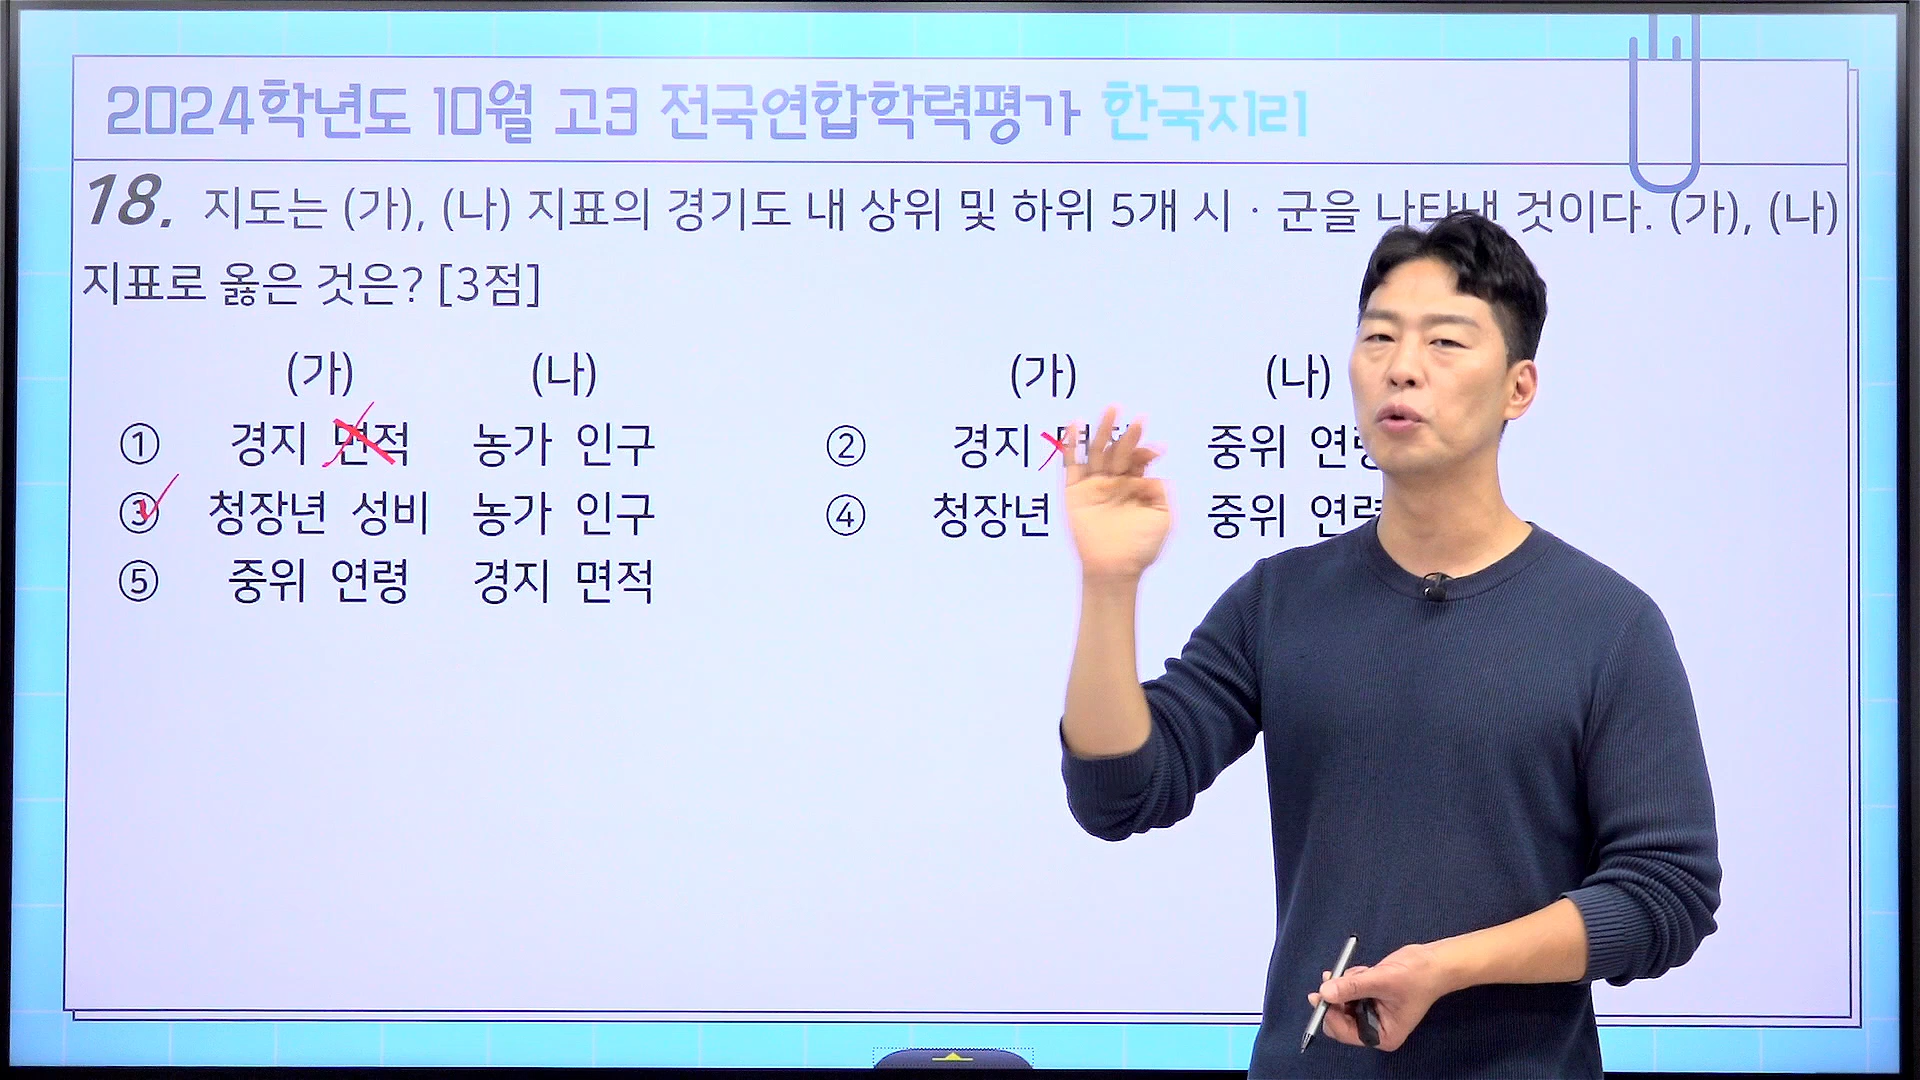 2024학년도 10월 고3 전국연합학력평가 한국지리
18. 지도는 (가), (나) 지표의 경기도 내 상위 및 하위 5개 시·군을 것이다. (가), (나)
지표로 옳은 것은? [3점]
(가) (나) (가) (나)
① 경지 면적 농가 인구 ② 경지 중위
③ 청장년 성비 농가 인구 ④ 청장년 중위
⑤ 중위 연령 경지 면적